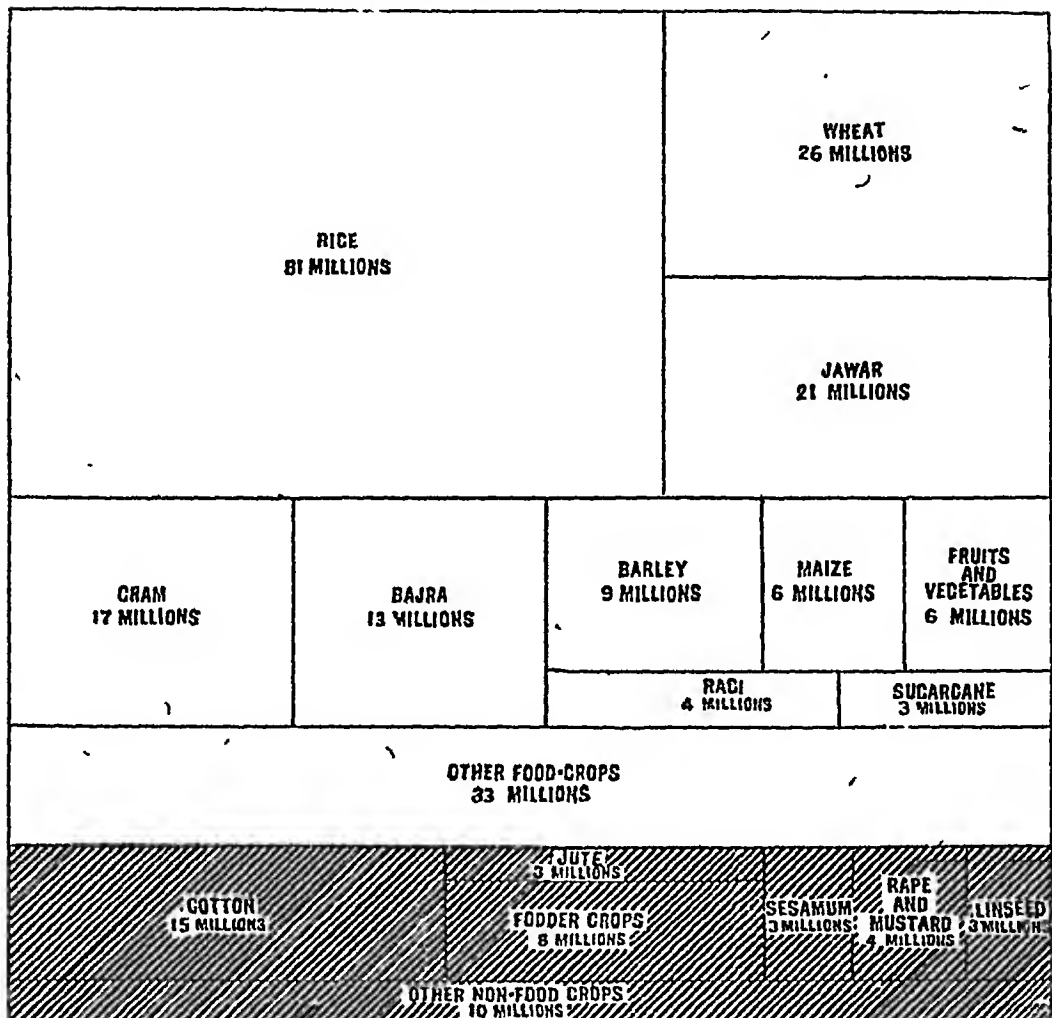 RICE
81 MILLIONS
WHEAT
26 MILLIONS
JAWAR
21 MILLIONS
GRAM
17 MILLIONS
BAJRA
13 MILLIONS
BARLEY
9 MILLIONS
MAIZE
6 MILLIONS
FRUITS
AND
VEGETABLES
6 MILLIONS
RAGI
4 MILLIONS
SUGARCANE
3 MILLIONS
OTHER FOOD-CROPS
33 MILLIONS
COTTON
15 MILLIONS
JUTE
3 MILLIONS
FODDER CROPS
8 MILLIONS
SESAMUM
3 MILLIONS
RAPE
AND
MUSTARD
4 MILLIONS
LINSEED
3 MILLIONS
OTHER NON-FOOD CROPS
10 MILLIONS